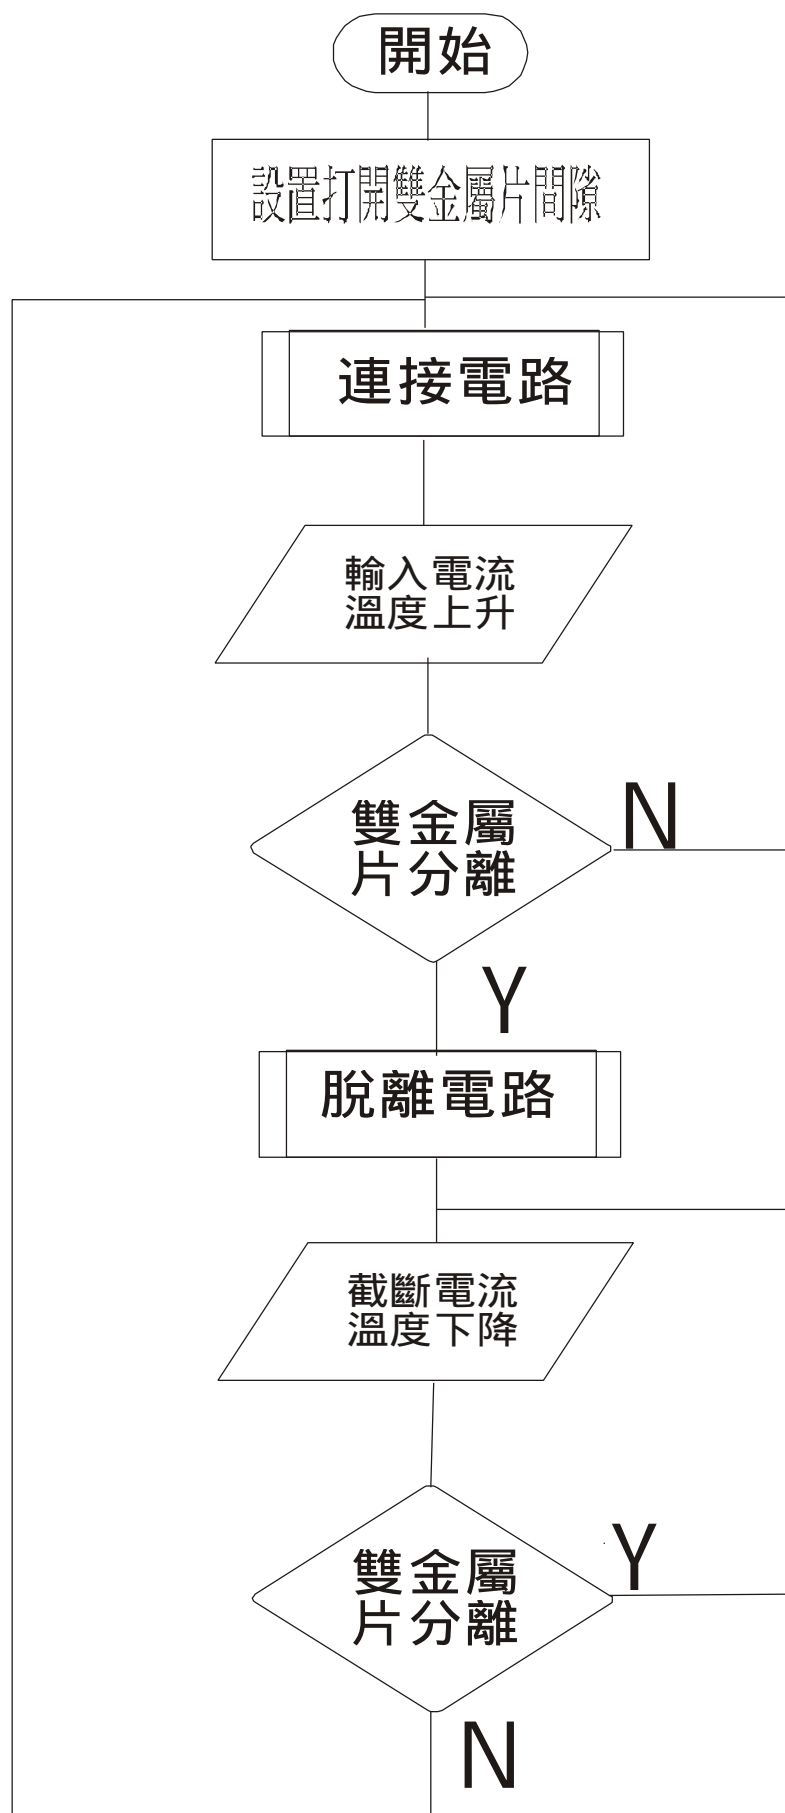 開始
設置打開雙金屬片間隙
連接電路
輸入電流
溫度上升
雙金屬
片分離
N
Y
脫離電路
截斷電流
溫度下降
雙金屬
片分離
Y
N